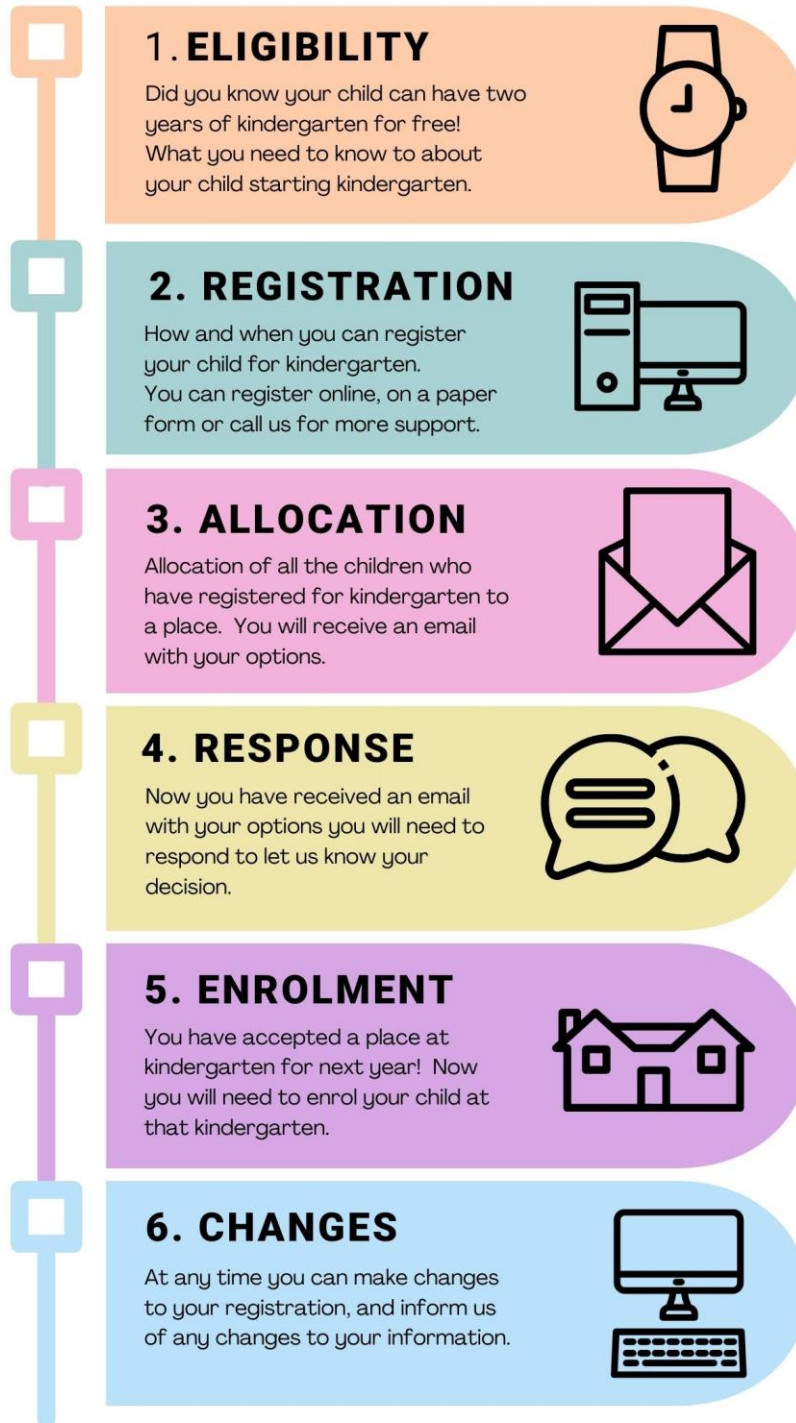 1. ELIGIBILITY
Did you know your child can have two
years of kindergarten for free!
What you need to know to about
your child starting kindergarten.
2. REGISTRATION
How and when you can register
your child for kindergarten.
You can register online, on a paper
form or call us for more support.
3. ALLOCATION
Allocation of all the children who
have registered for kindergarten to
a place. You will receive an email
with your options.
4. RESPONSE
Now you have received an email
with your options you will need to
respond to let us know your
decision.
5. ENROLMENT
You have accepted a place at
kindergarten for next year! Now
you will need to enrol your child at
that kindergarten.
6. CHANGES
At any time you can make changes
to your registration, and inform us
of any changes to your information.